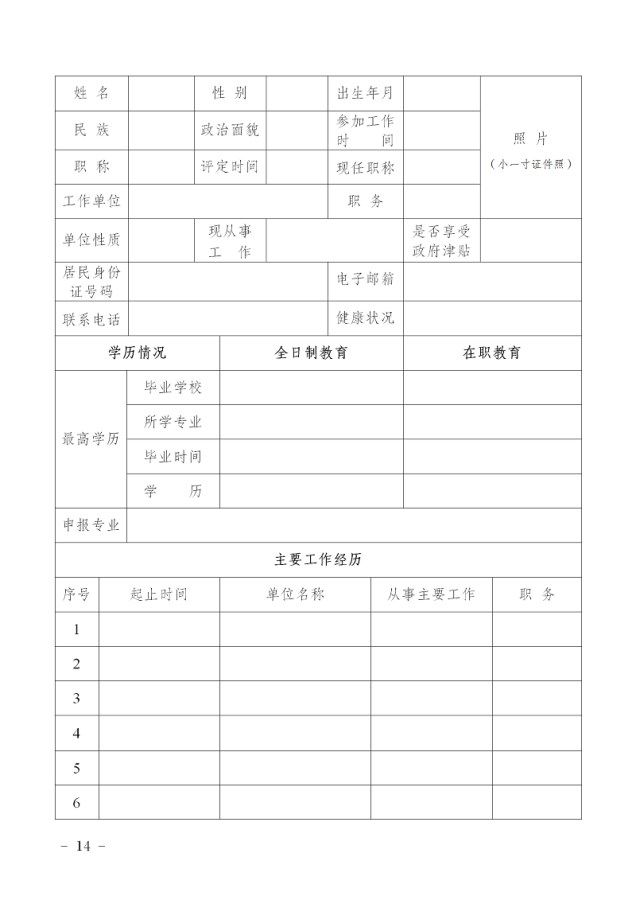 姓 名 性 别 出生年月
民 族 政治面貌 参加工作
时 间
照 片
(小一寸证件照)
职 称 评定时间 现任职称
工作单位 职 务
单位性质 现从事
工 作 是否享受
政府津贴
居民身份
证号码 电子邮箱
联系电话 健康状况
学历情况 全日制教育 在职教育
最高学历 毕业学校
所学专业
毕业时间
学 历
申报专业
主要工作经历
序号 起止时间 单位名称 从事主要工作 职 务
1
2
3
4
5
6
- 14 -